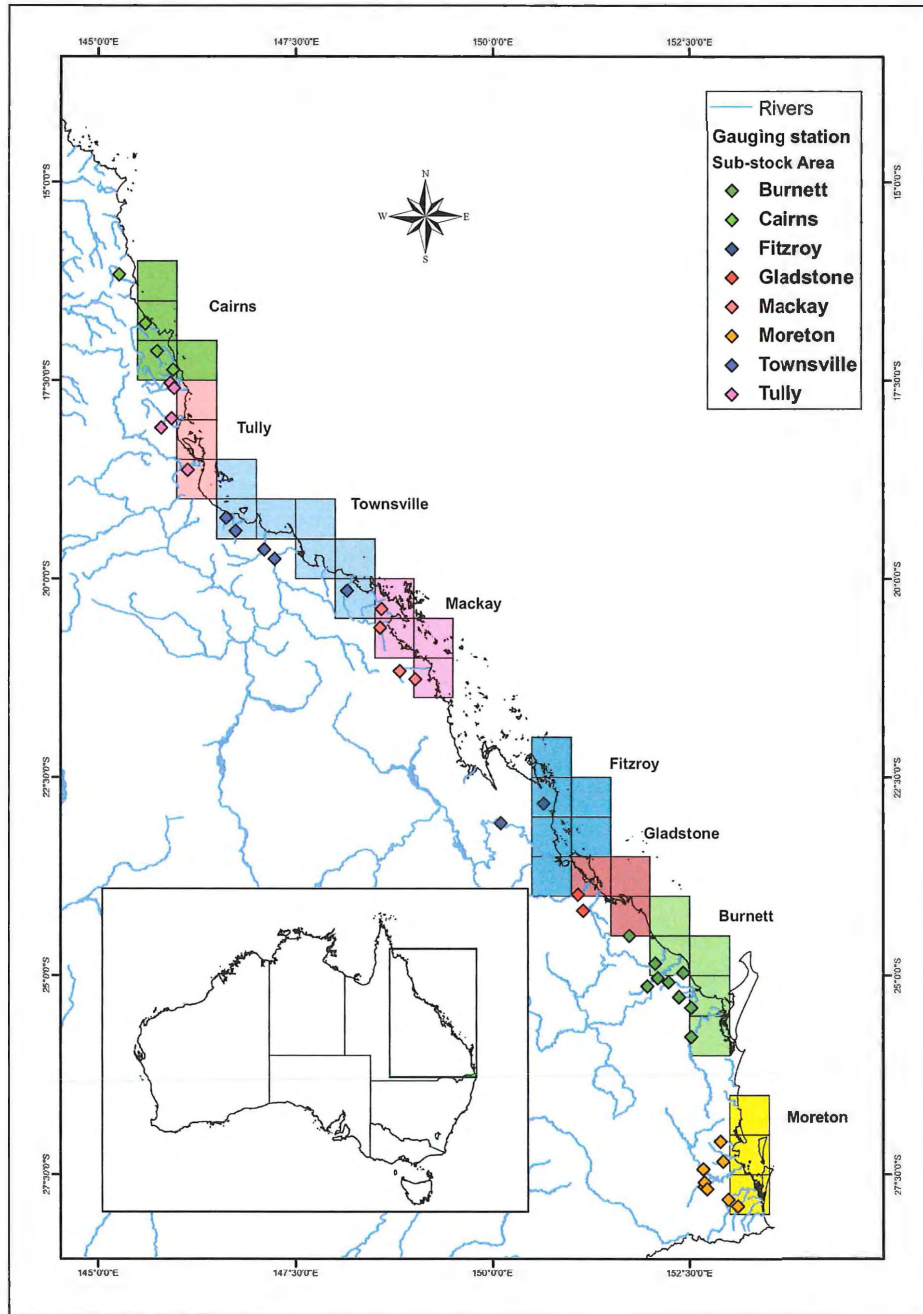 145°0'0"E 147°30'0"E 150°0'0"E 152°30'0"E
Rivers
Gauging station
Sub-stock Area
Burnett
Cairns
Fitzroy
Gladstone
Mackay
Moreton
Townsville
Tully
N
W E
S
15°0'0"S 15°0'0"S
Cairns
17°30'0"S 17°30'0"S
Tully
Townsville
20°0'0"S 20°0'0"S
Mackay
22°30'0"S 22°30'0"S
Fitzroy
Gladstone
Burnett
25°0'0"S 25°0'0"S
Moreton
27°30'0"S 27°30'0"S
145°0'0"E 147°30'0"E 150°0'0"E 152°30'0"E